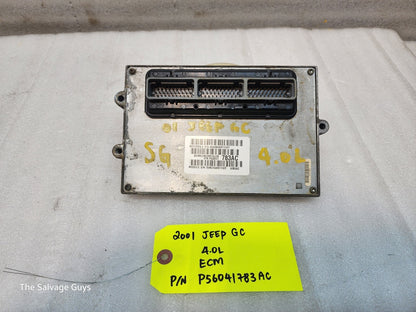 01 JEEP GC
SG
4.0L
783AC
2001 JEEP GC
4.0L
ECM
P/N P56041783AC
The Salvage Guys